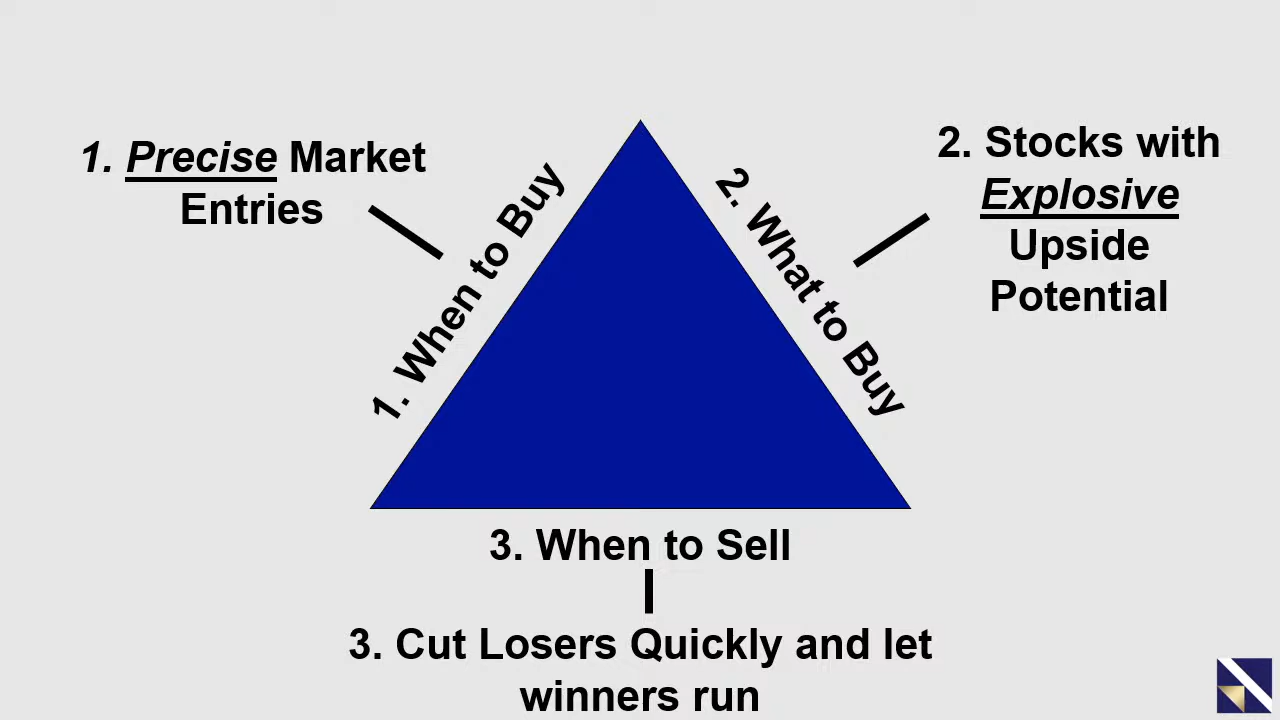 1. Precise Market
Entries
1. When to Buy
2. What to Buy
2. Stocks with
Explosive
Upside
Potential
3. When to Sell
3. Cut Losers Quickly and let
winners run